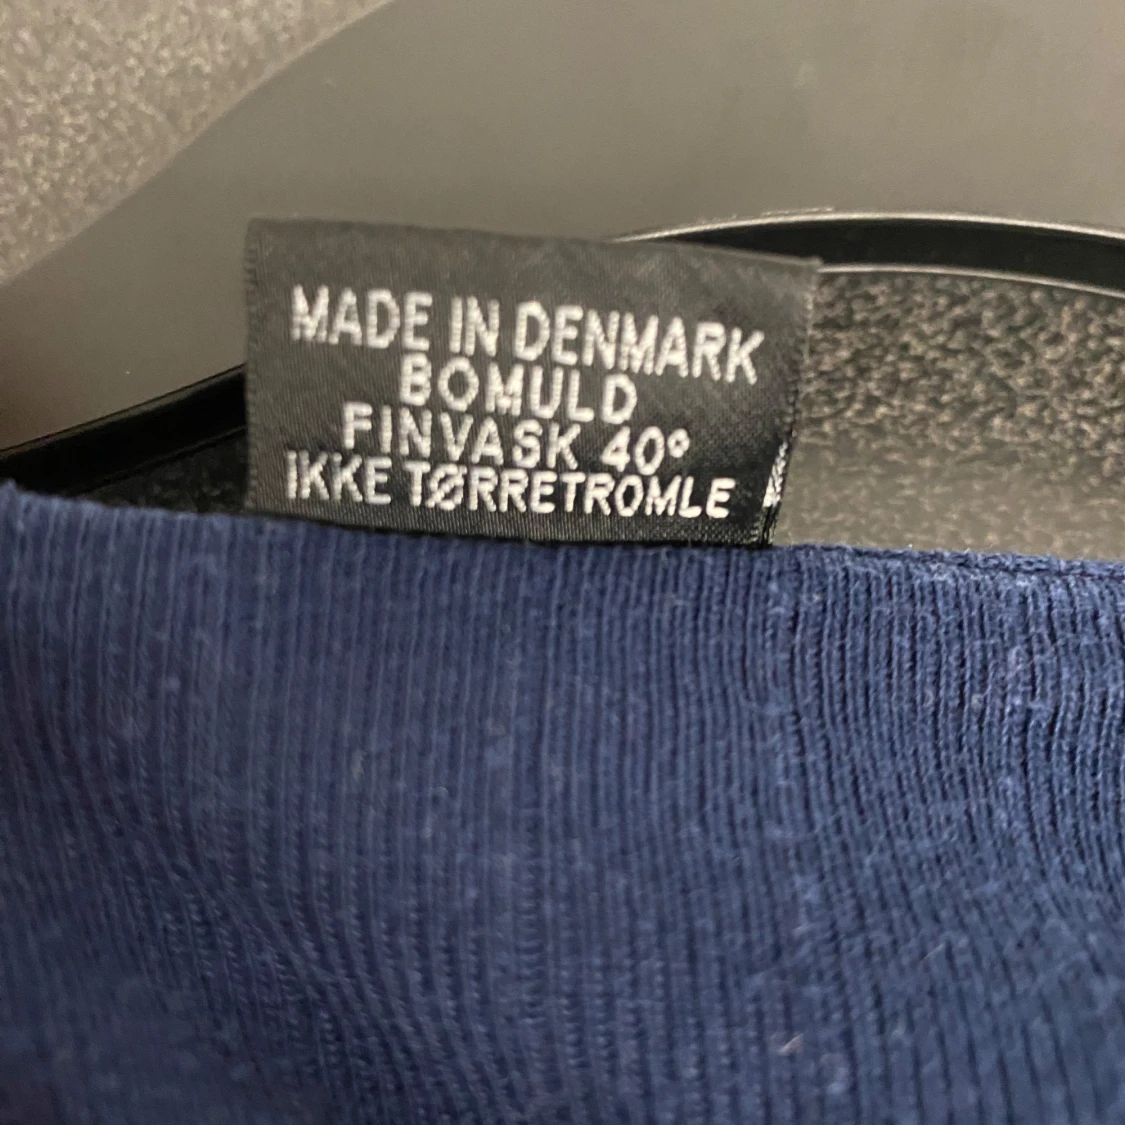 MADE IN DENMARK
BOMULD
FINVASK 40°
IKKE TØRRETROMLE